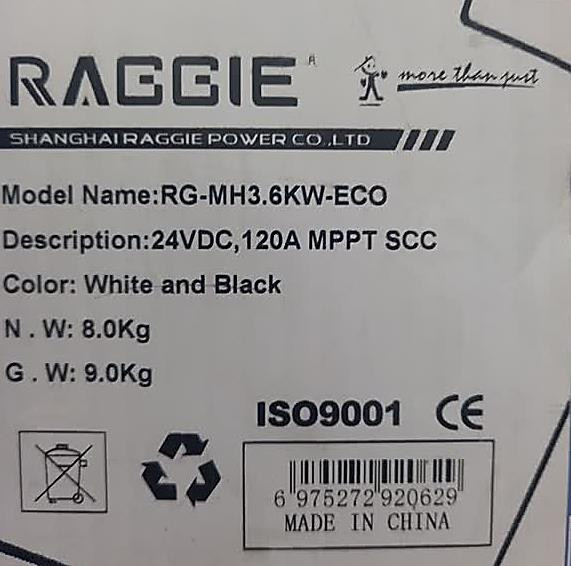 RAGGIE
more than just
SHANGHAI RAGGIE POWER CO.,LTD
Model Name:RG-MH3.6KW-ECO
Description:24VDC,120A MPPT SCC
Color: White and Black
N . W: 8.0Kg
G . W: 9.0Kg
ISO9001 CE
6 975272 920629
MADE IN CHINA